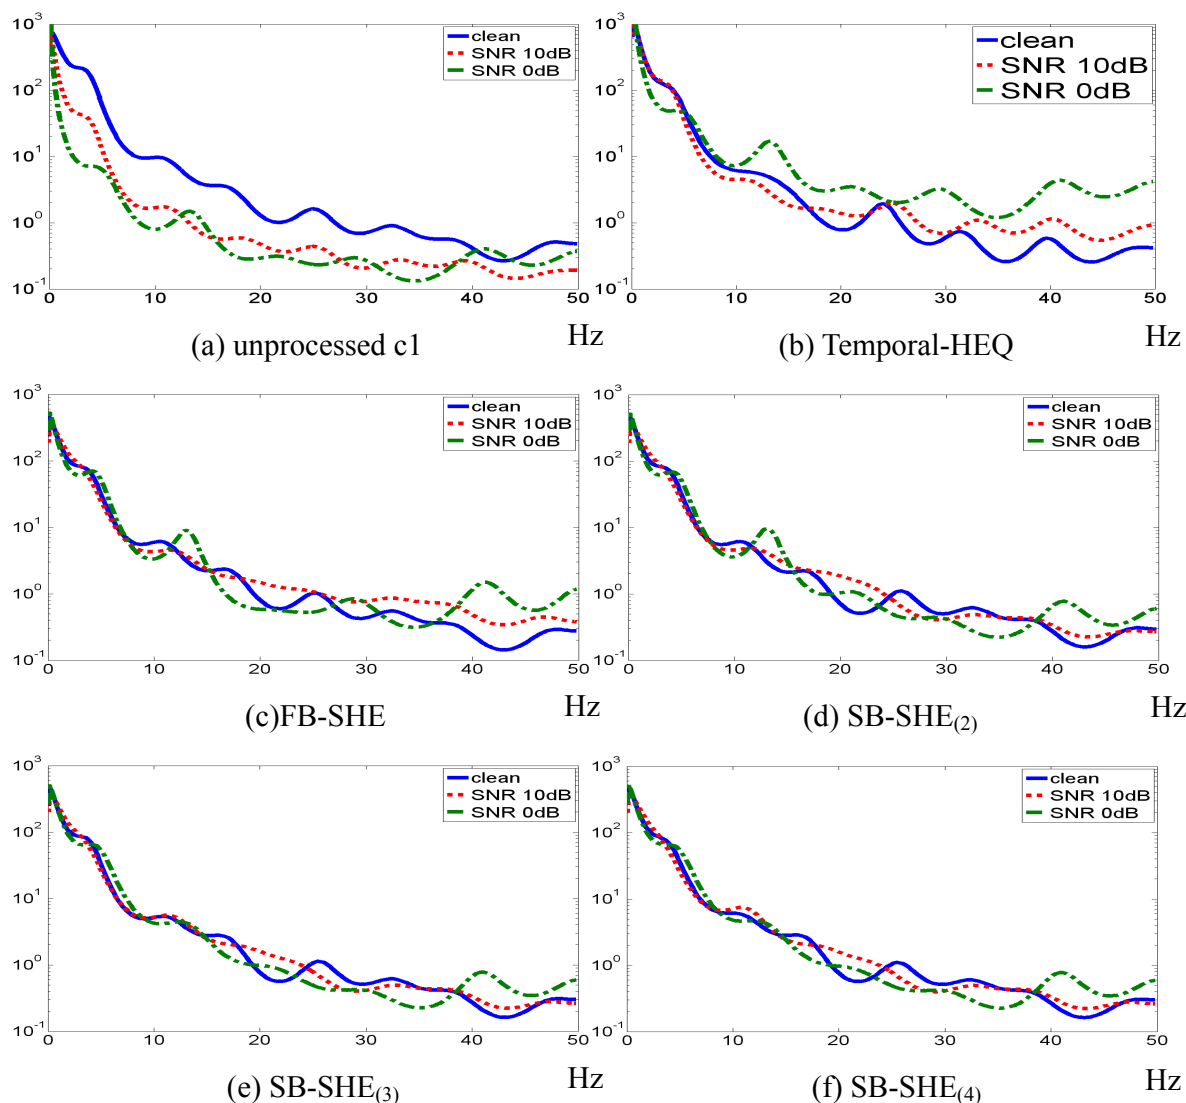 10^3
10^2
10^1
10^0
10^-1
0 10 20 30 40 50
clean
SNR 10dB
SNR 0dB
(a) unprocessed c1 Hz
10^3
10^2
10^1
10^0
10^-1
0 10 20 30 40 50
clean
SNR 10dB
SNR 0dB
(b) Temporal-HEQ Hz
10^3
10^2
10^1
10^0
10^-1
0 10 20 30 40 50
clean
SNR 10dB
SNR 0dB
(c)FB-SHE Hz
10^3
10^2
10^1
10^0
10^-1
0 10 20 30 40 50
clean
SNR 10dB
SNR 0dB
(d) SB-SHE(2) Hz
10^3
10^2
10^1
10^0
10^-1
0 10 20 30 40 50
clean
SNR 10dB
SNR 0dB
(e) SB-SHE(3) Hz
10^3
10^2
10^1
10^0
10^-1
0 10 20 30 40 50
clean
SNR 10dB
SNR 0dB
(f) SB-SHE(4) Hz